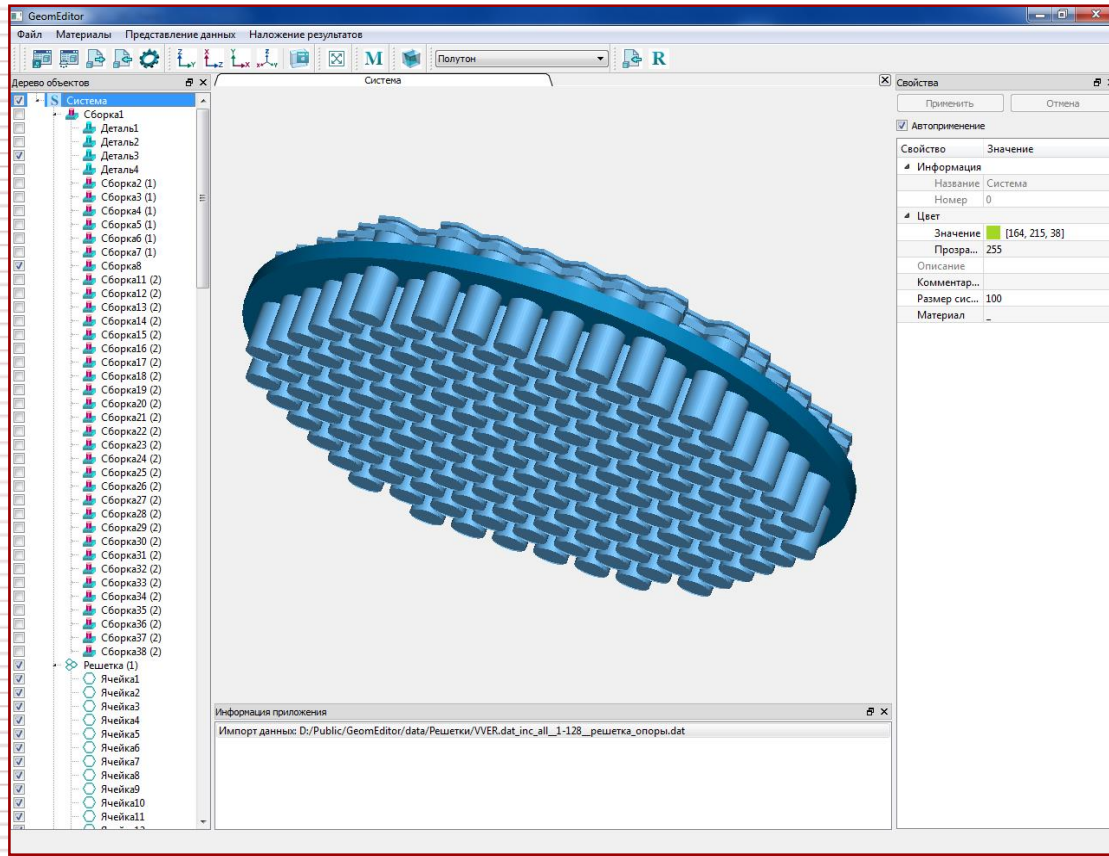 GeomEditor
Файл Материалы Представление данных Наложение результатов
M Полутон R
Дерево объектов
Система
Сборка1
Деталь1
Деталь2
Деталь3
Деталь4
Сборка2 (1)
Сборка3 (1)
Сборка4 (1)
Сборка5 (1)
Сборка6 (1)
Сборка7 (1)
Сборка8
Сборка11 (2)
Сборка12 (2)
Сборка13 (2)
Сборка14 (2)
Сборка15 (2)
Сборка16 (2)
Сборка17 (2)
Сборка18 (2)
Сборка19 (2)
Сборка20 (2)
Сборка21 (2)
Сборка22 (2)
Сборка23 (2)
Сборка24 (2)
Сборка25 (2)
Сборка26 (2)
Сборка27 (2)
Сборка28 (2)
Сборка29 (2)
Сборка30 (2)
Сборка31 (2)
Сборка32 (2)
Сборка33 (2)
Сборка34 (2)
Сборка35 (2)
Сборка36 (2)
Сборка37 (2)
Сборка38 (2)
Решетка (1)
Ячейка1
Ячейка2
Ячейка3
Ячейка4
Ячейка5
Ячейка6
Ячейка7
Ячейка8
Ячейка9
Ячейка10
Ячейка11
Система
Информация приложения
Импорт данных: D:/Public/GeomEditor/data/Решетки/VVER.dat_inc_all__1-128__решетка_опоры.dat
Свойства
Применить Отмена
Автоприменение
Свойство Значение
Информация
Название Система
Номер 0
Цвет
Значение [164, 215, 38]
Прозра... 255
Описание
Комментар...
Размер сис... 100
Материал _